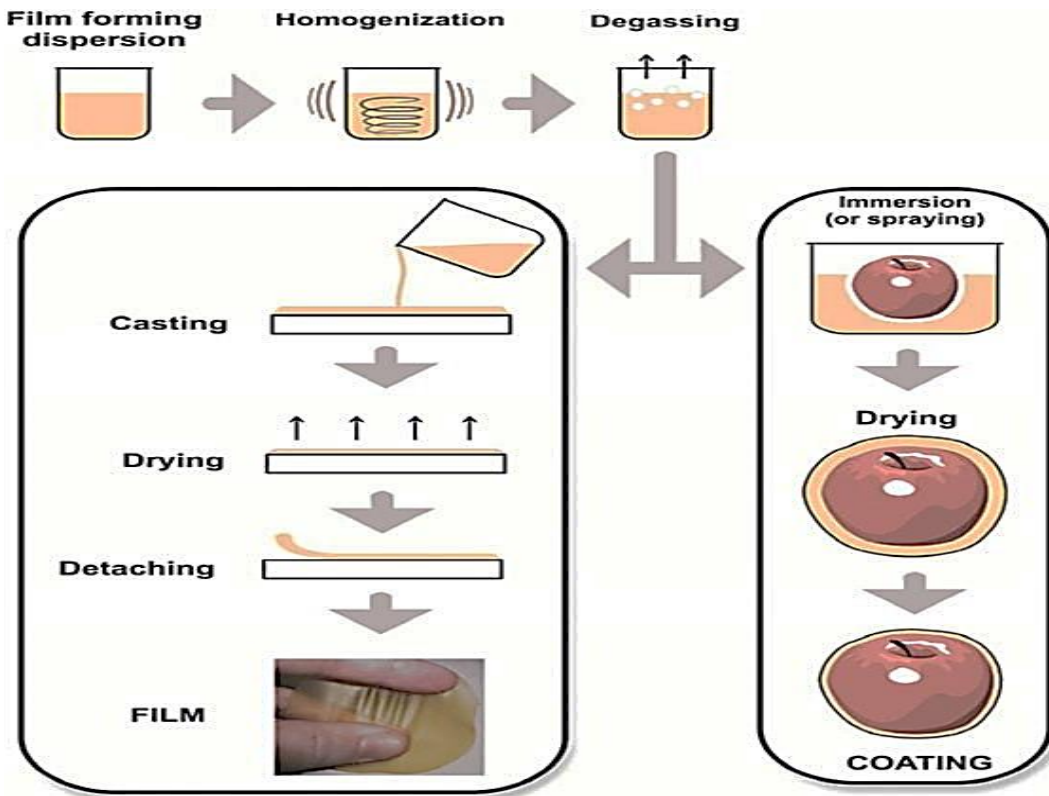 Film forming
dispersion
Homogenization
Degassing
Casting
Drying
Detaching
FILM
Immersion
(or spraying)
Drying
COATING